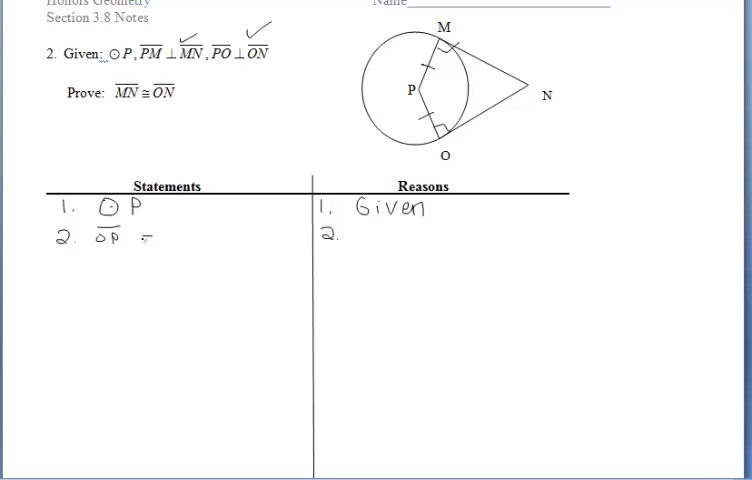 Honors Geometry Name
Section 3.8 Notes
2. Given: ⊙P, PM ⊥ MN, PO ⊥ ON
Prove: MN ≅ ON
M
P
N
O
Statements Reasons
1. ⊙ P 1. Given
2. OP = 2.